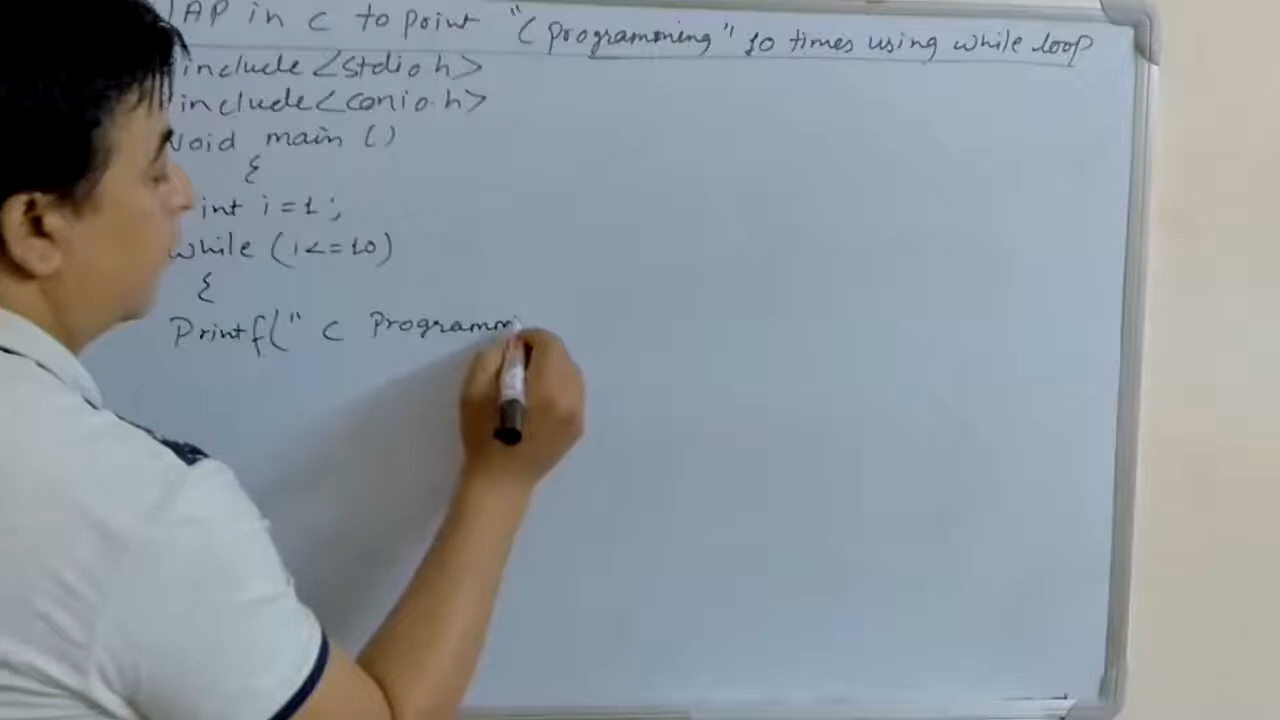 AP in C to Point "C Programming" 10 times using while loop
include <stdio.h>
include<conio.h>
void main ()
{
int i = 1;
while (i<=10)
{
Printf(" C Programm